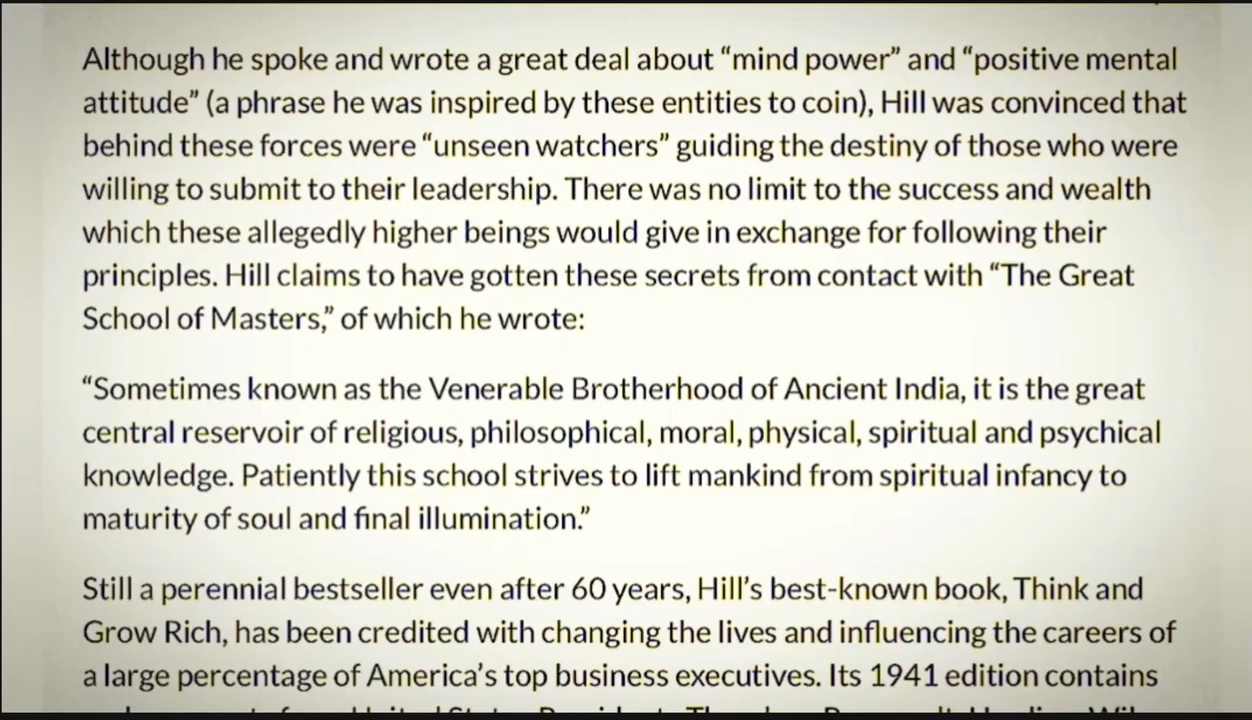 Although he spoke and wrote a great deal about “mind power” and “positive mental
attitude” (a phrase he was inspired by these entities to coin), Hill was convinced that
behind these forces were “unseen watchers” guiding the destiny of those who were
willing to submit to their leadership. There was no limit to the success and wealth
which these allegedly higher beings would give in exchange for following their
principles. Hill claims to have gotten these secrets from contact with “The Great
School of Masters,” of which he wrote:
“Sometimes known as the Venerable Brotherhood of Ancient India, it is the great
central reservoir of religious, philosophical, moral, physical, spiritual and psychical
knowledge. Patiently this school strives to lift mankind from spiritual infancy to
maturity of soul and final illumination.”
Still a perennial bestseller even after 60 years, Hill’s best-known book, Think and
Grow Rich, has been credited with changing the lives and influencing the careers of
a large percentage of America’s top business executives. Its 1941 edition contains